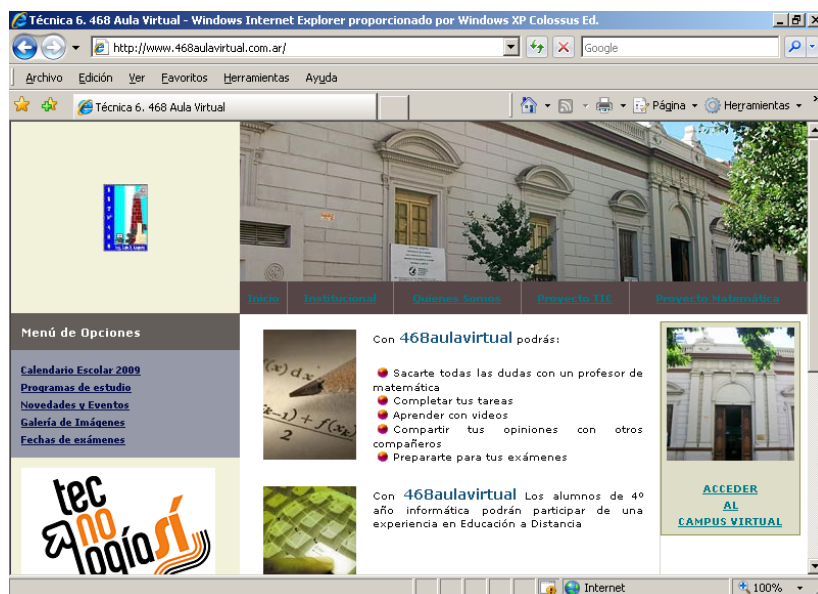 Técnica 6. 468 Aula Virtual - Windows Internet Explorer proporcionado por Windows XP Colossus Ed.
http://www.468aulavirtual.com.ar/
Google
Archivo Edición Ver Favoritos Herramientas Ayuda
Técnica 6. 468 Aula Virtual
Página Herramientas
Inicio Institucional Quienes Somos Proyecto TIC Proyecto Matemática
Menú de Opciones
Calendario Escolar 2009
Programas de estudio
Novedades y Eventos
Galería de Imágenes
Fechas de exámenes
tec
nología sí
Con 468aulavirtual podrás:
Sacarte todas las dudas con un profesor de
matemática
Completar tus tareas
Aprender con videos
Compartir tus opiniones con otros
compañeros
Prepararte para tus exámenes
Con 468aulavirtual Los alumnos de 4º
año informática podrán participar de una
experiencia en Educación a Distancia
ACCEDER
AL
CAMPUS VIRTUAL
Internet
100%